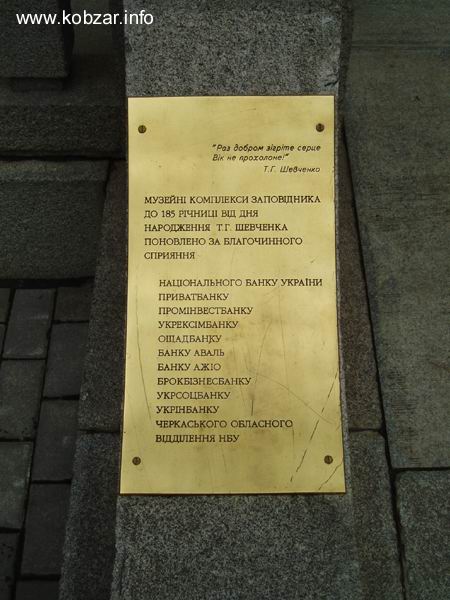 www.kobzar.info
"Раз добром зігріте серце
Вік не прохолоне!"
Т.Г. Шевченко
МУЗЕЙНІ КОМПЛЕКСИ ЗАПОВІДНИКА
ДО 185 РІЧНИЦІ ВІД ДНЯ
НАРОДЖЕННЯ Т.Г. ШЕВЧЕНКА
ПОНОВЛЕНО ЗА БЛАГОЧИННОГО
СПРИЯННЯ
НАЦІОНАЛЬНОГО БАНКУ УКРАЇНИ
ПРИВАТБАНКУ
ПРОМІНВЕСТБАНКУ
УКРЕКСІМБАНКУ
ОЩАДБАНКУ
БАНКУ АВАЛЬ
БАНКУ АЖІО
БРОКБІЗНЕСБАНКУ
УКРСОЦБАНКУ
УКРІНБАНКУ
ЧЕРКАСЬКОГО ОБЛАСНОГО
ВІДДІЛЕННЯ НБУ